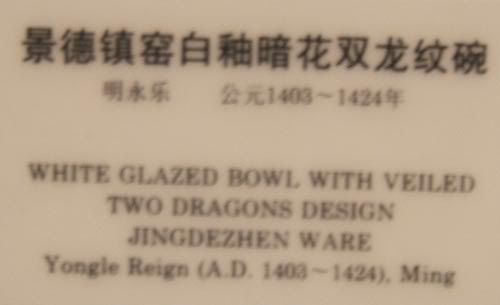 景德镇窑白釉暗花双龙纹碗
明永乐 公元1403～1424年
WHITE GLAZED BOWL WITH VEILED
TWO DRAGONS DESIGN
JINGDEZHEN WARE
Yongle Reign (A.D. 1403～1424), Ming